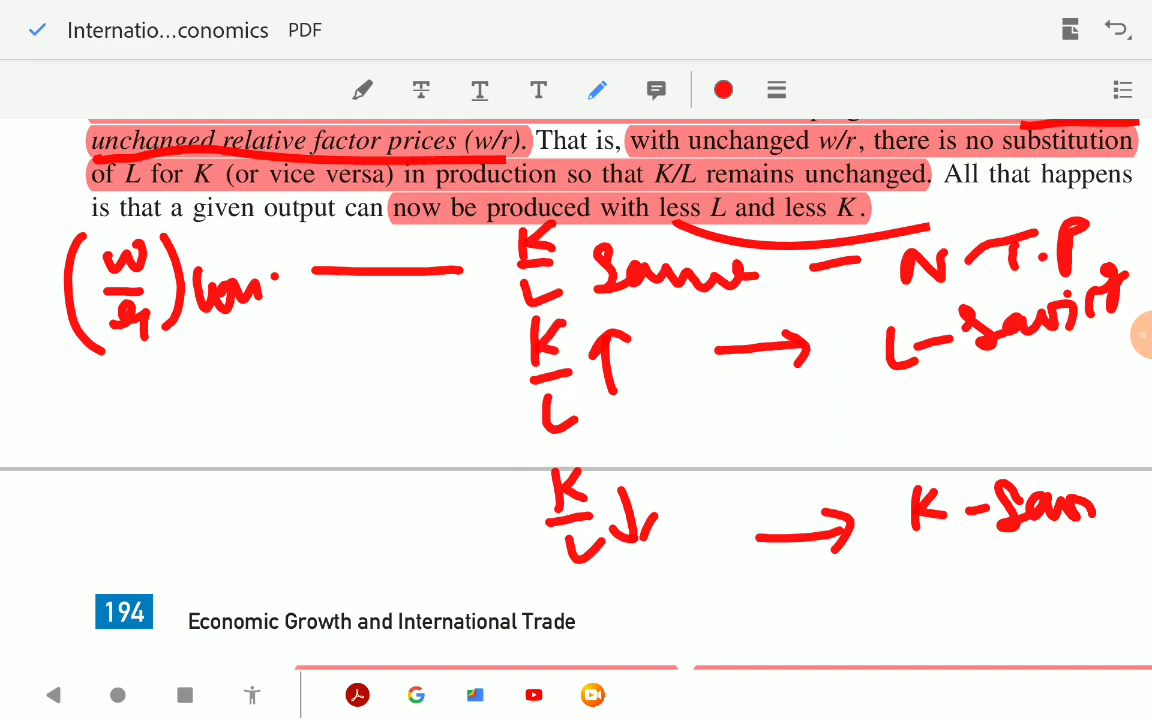 Internatio...conomics PDF
unchanged relative factor prices (w/r). That is, with unchanged w/r, there is no substitution
of L for K (or vice versa) in production so that K/L remains unchanged. All that happens
is that a given output can now be produced with less L and less K.
(w/r) K/L Same - N.T.P
K/L ↑ → L-Saving
K/L ↓ → K-Sav
194 Economic Growth and International Trade